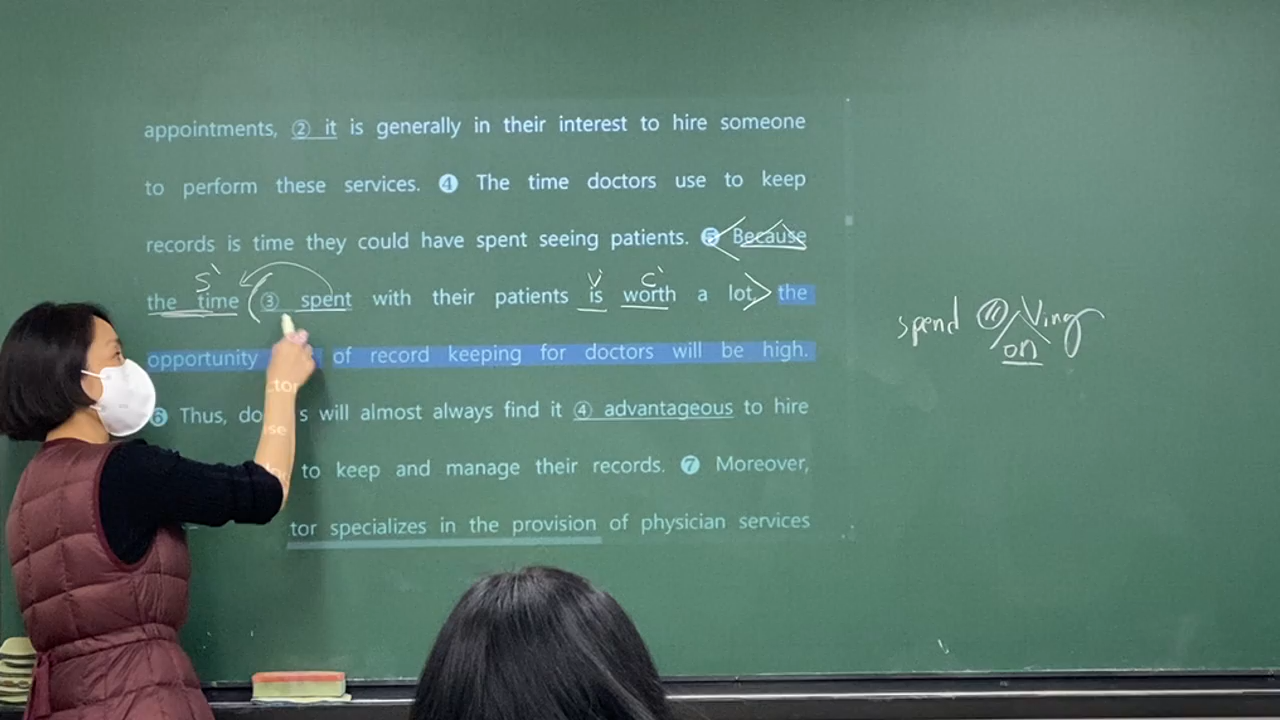 appointments, ② it is generally in their interest to hire someone
to perform these services. ❹ The time doctors use to keep
records is time they could have spent seeing patients. ❺ Because
S` V` C`
the time ③ spent with their patients is worth a lot, the
opportunity of record keeping for doctors will be high.
❻ Thus, do ctor s will almost always find it ④ advantageous to hire
to keep and manage their records. ❼ Moreover,
tor specializes in the provision of physician services
spend Ving
on